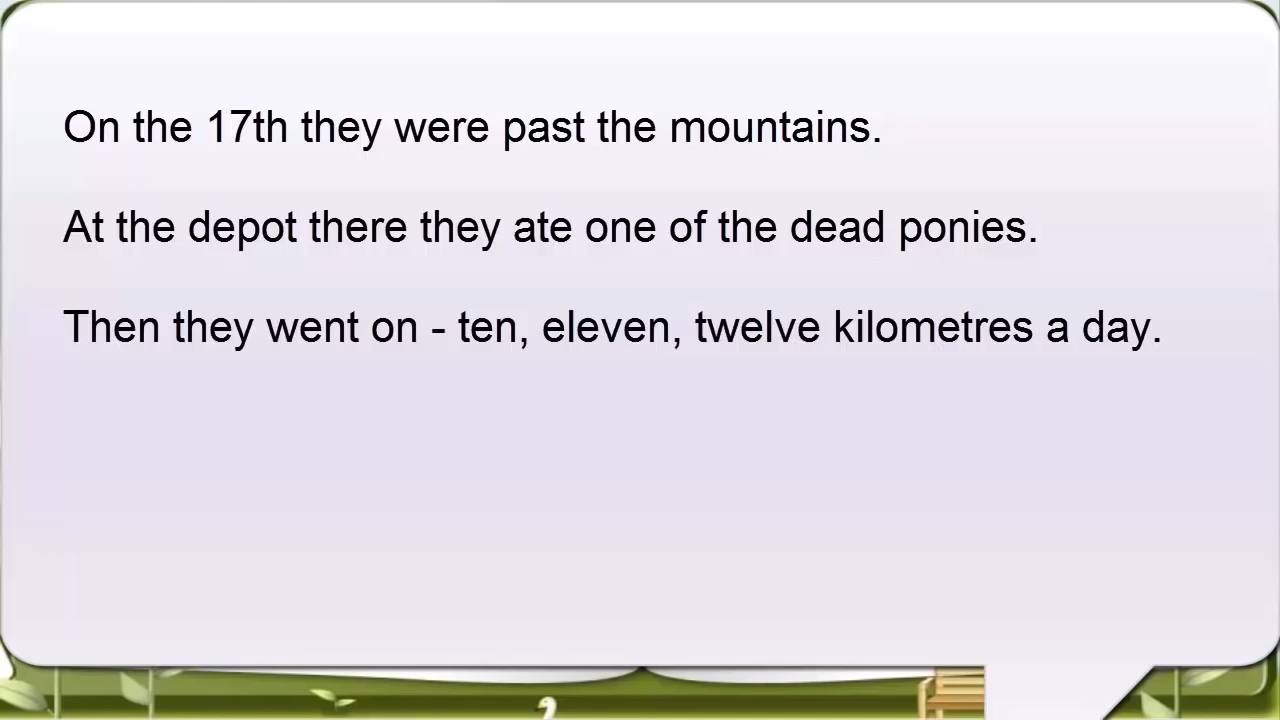 On the 17th they were past the mountains.
At the depot there they ate one of the dead ponies.
Then they went on - ten, eleven, twelve kilometres a day.